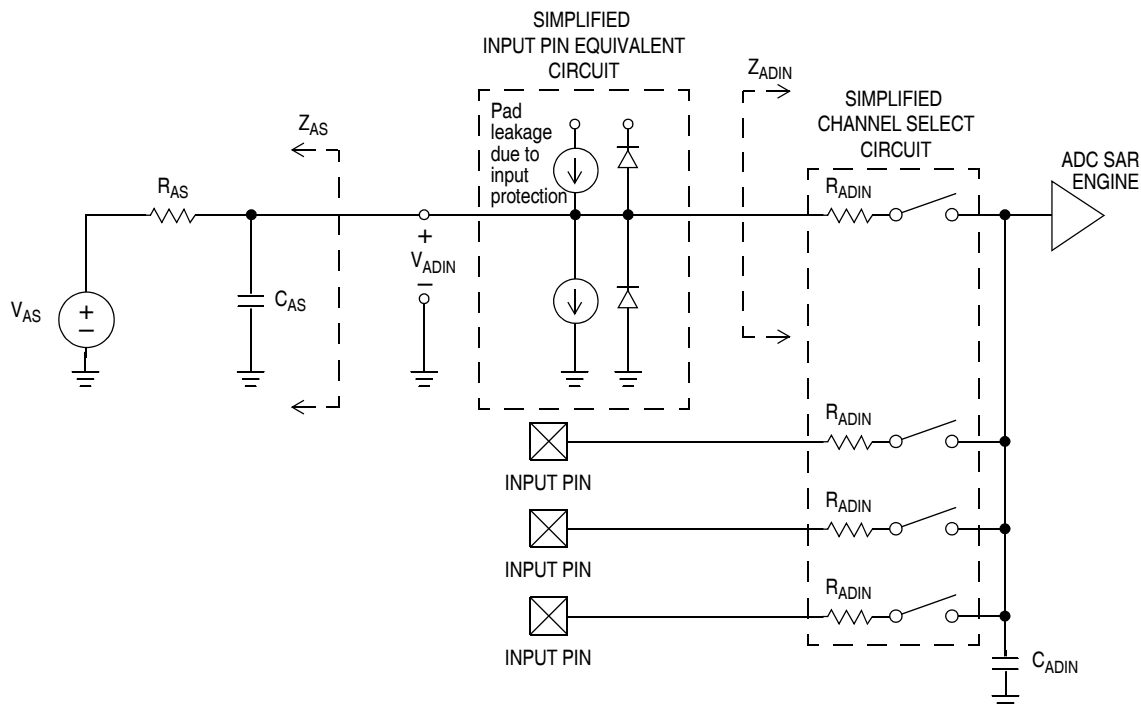 SIMPLIFIED
INPUT PIN EQUIVALENT
CIRCUIT
Z_ADIN
SIMPLIFIED
CHANNEL SELECT
CIRCUIT
Pad
leakage
due to
input
protection
Z_AS
R_AS
R_ADIN
ADC SAR
ENGINE
+
V_ADIN
−
C_AS
V_AS
+
−
R_ADIN
INPUT PIN
R_ADIN
INPUT PIN
R_ADIN
INPUT PIN
C_ADIN